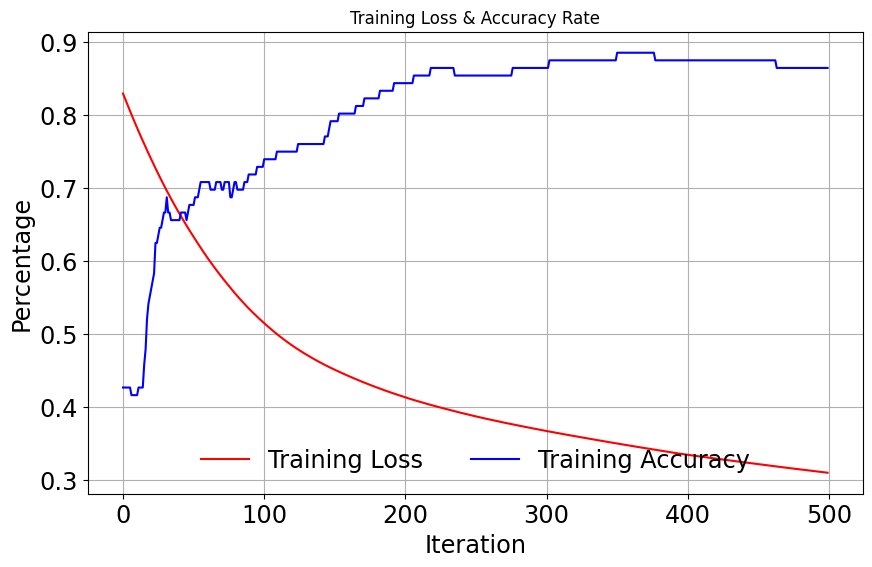 Training Loss & Accuracy Rate
Percentage
0.9
0.8
0.7
0.6
0.5
0.4
0.3
Training Loss
Training Accuracy
0 100 200 300 400 500
Iteration